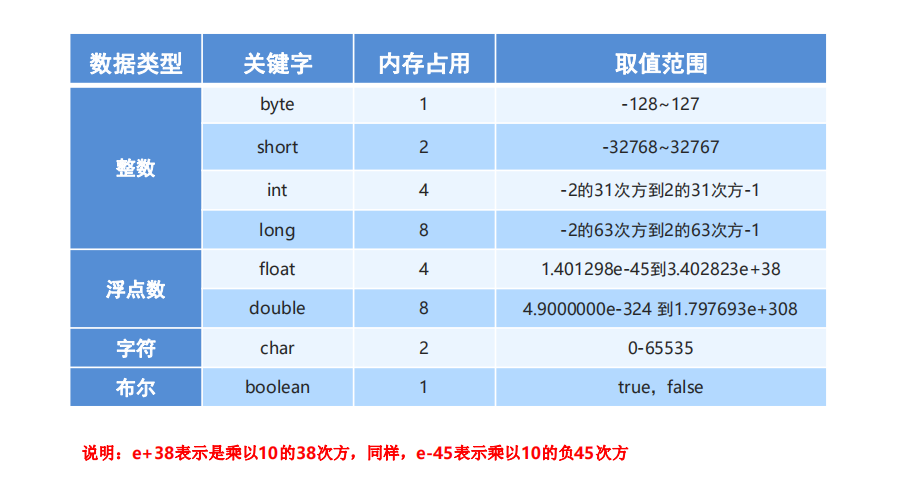 数据类型 关键字 内存占用 取值范围
整数 byte 1 -128~127
short 2 -32768~32767
int 4 -2的31次方到2的31次方-1
long 8 -2的63次方到2的63次方-1
浮点数 float 4 1.401298e-45到3.402823e+38
double 8 4.9000000e-324 到1.797693e+308
字符 char 2 0-65535
布尔 boolean 1 true，false
说明：e+38表示是乘以10的38次方，同样，e-45表示乘以10的负45次方